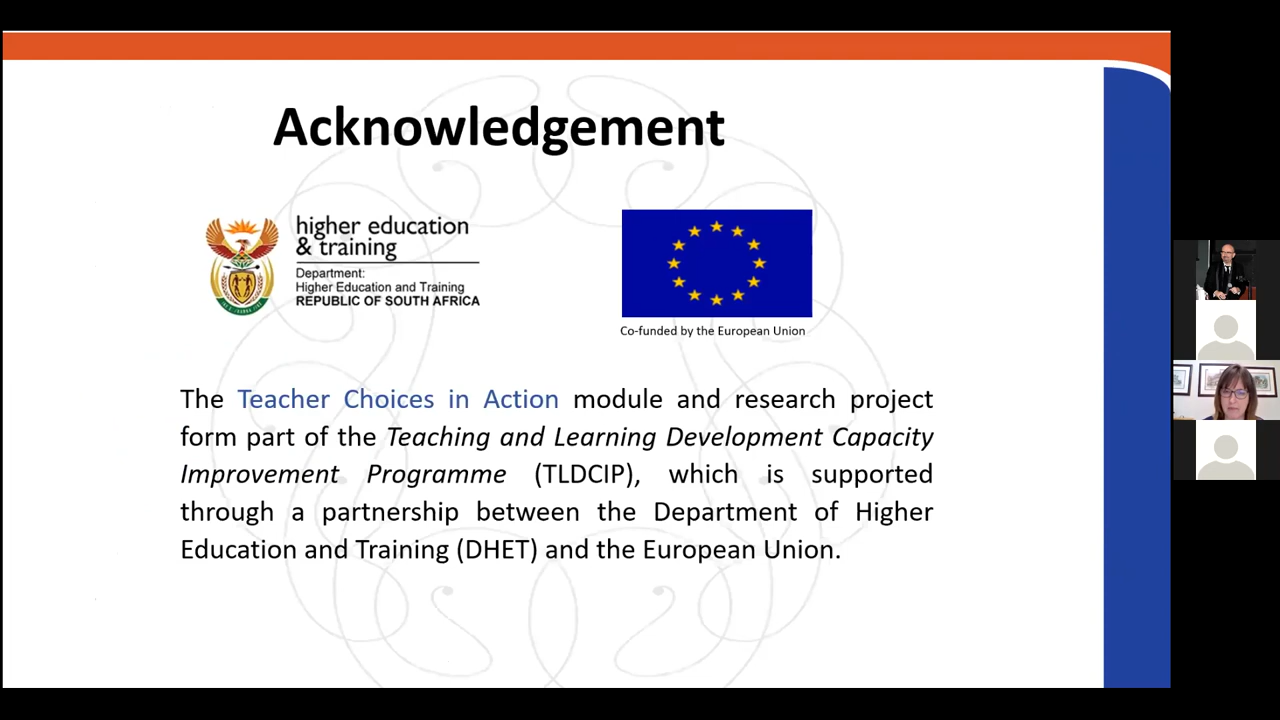 Acknowledgement
higher education
& training
Department:
Higher Education and Training
REPUBLIC OF SOUTH AFRICA
Co-funded by the European Union
The Teacher Choices in Action module and research project
form part of the Teaching and Learning Development Capacity
Improvement Programme (TLDCIP), which is supported
through a partnership between the Department of Higher
Education and Training (DHET) and the European Union.